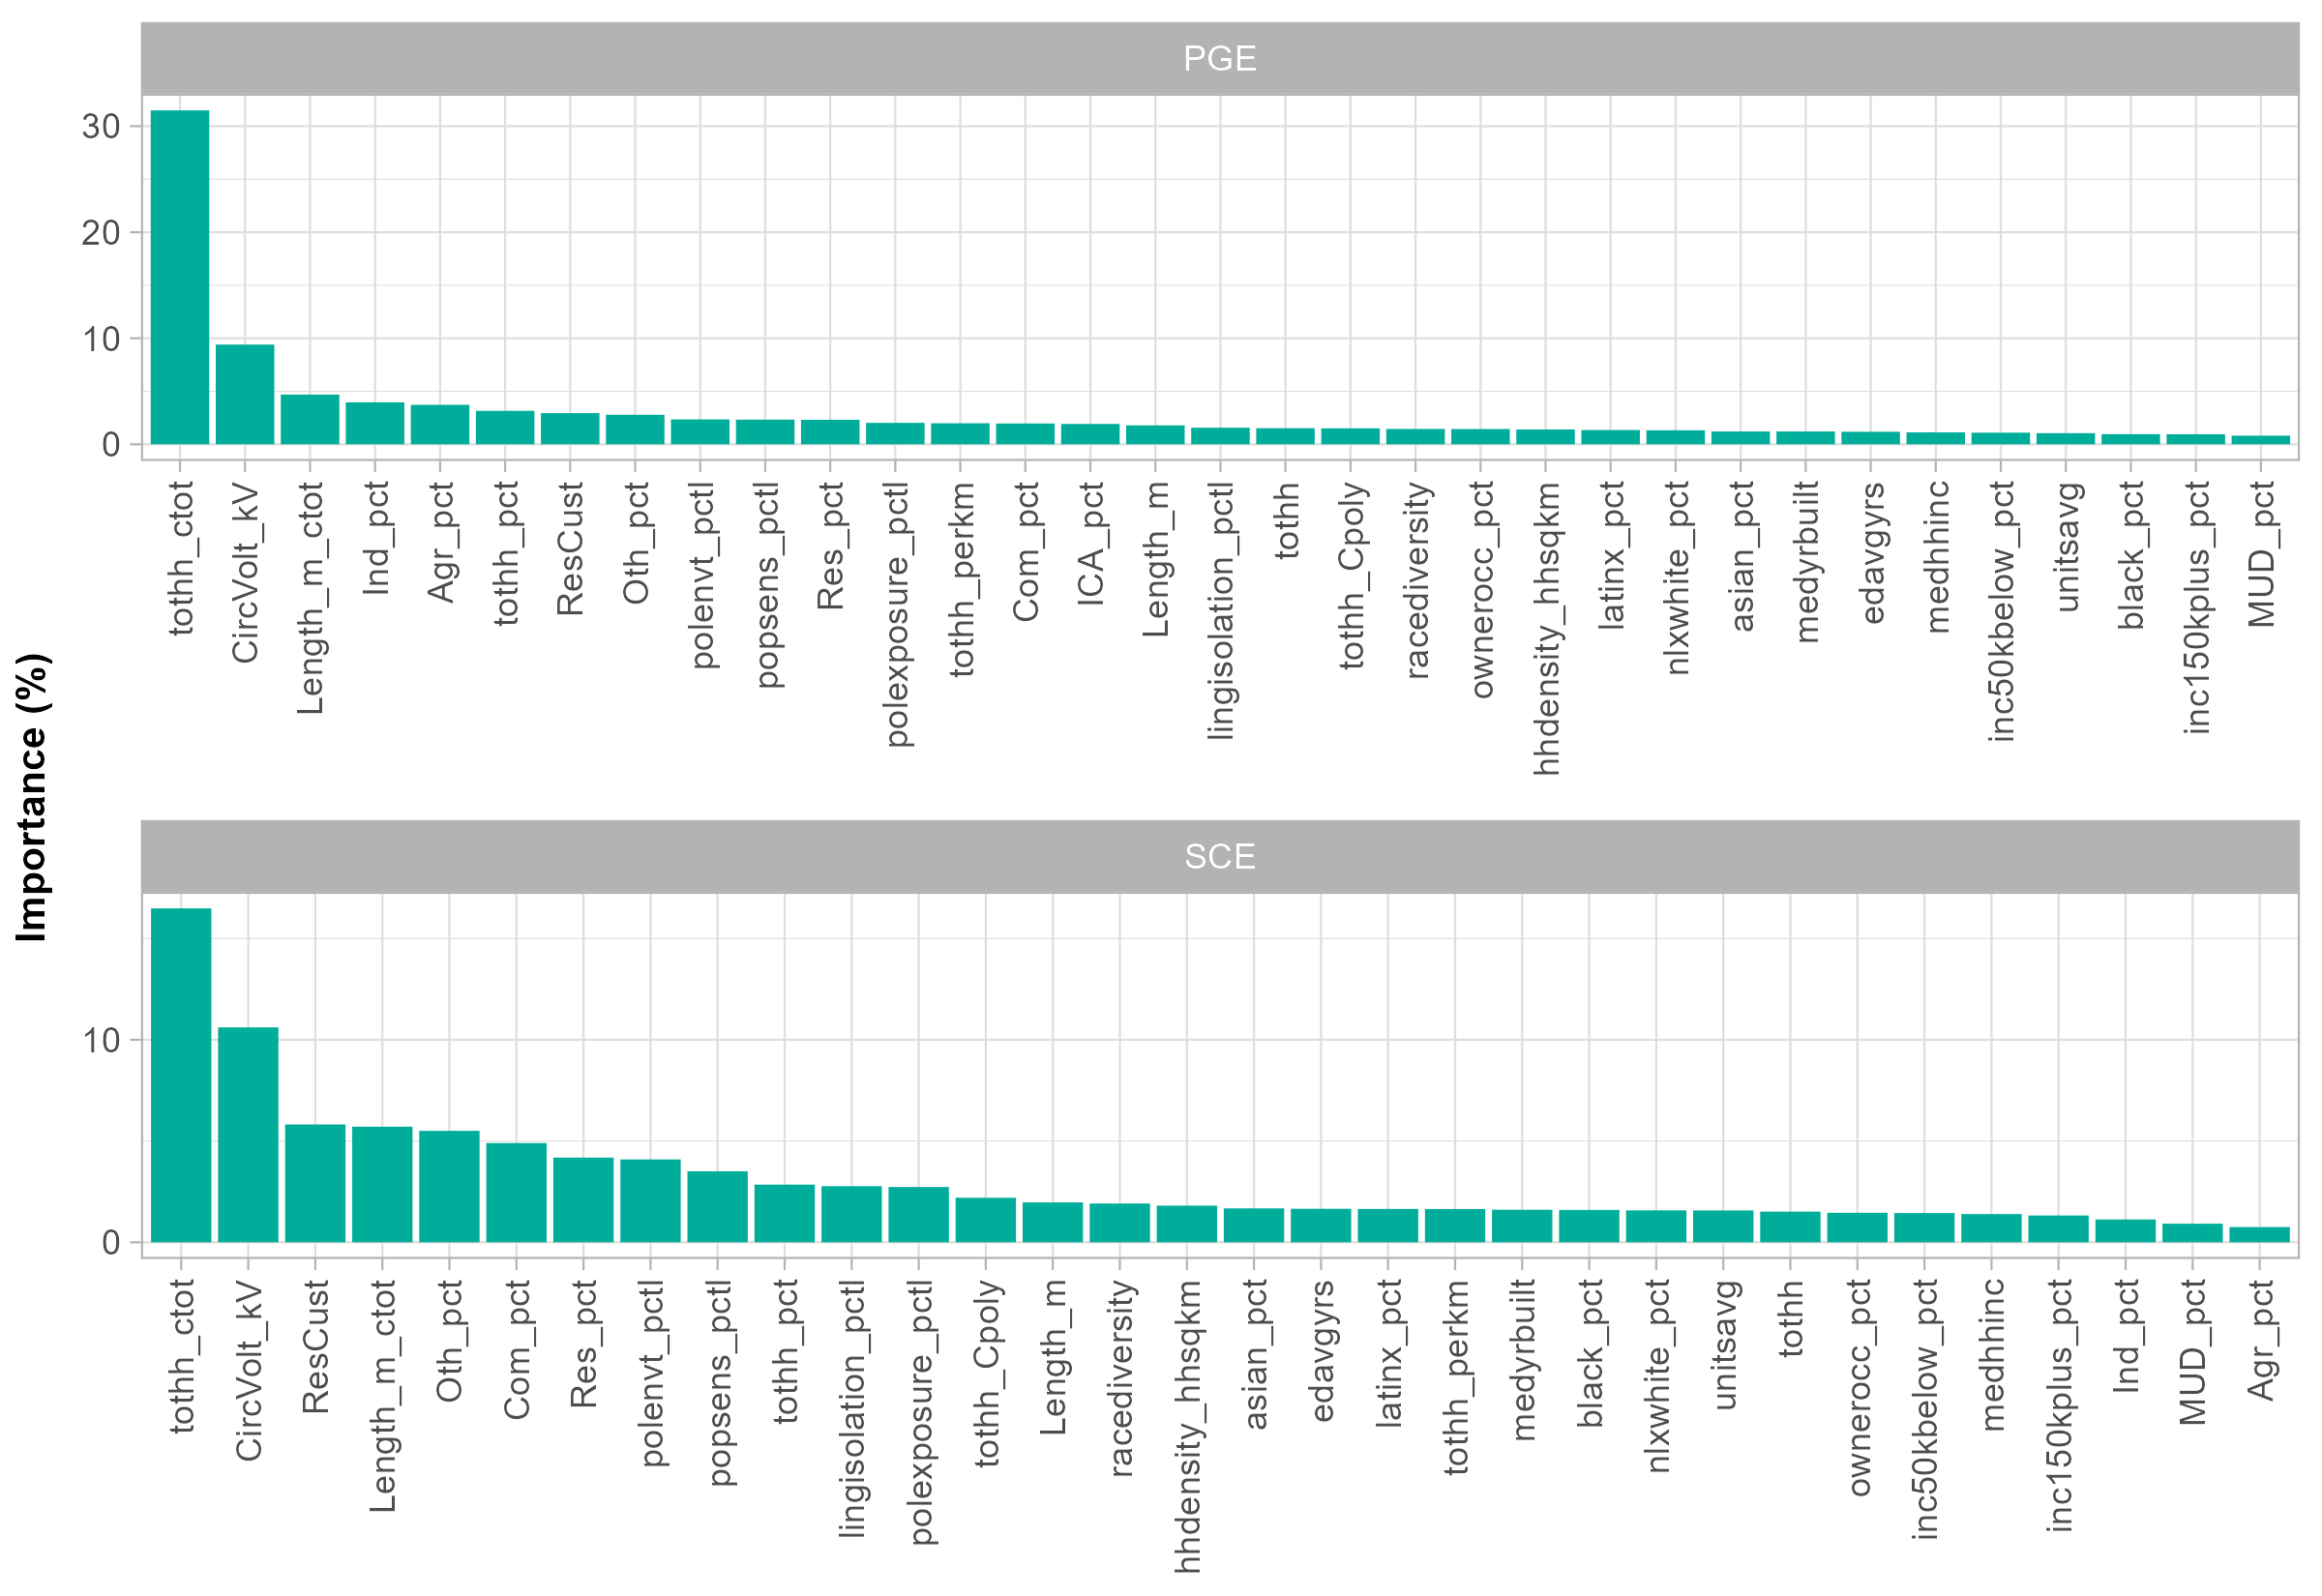 PGE
30
20
10
0
tothh_ctot
CircVolt_kV
Length_m_ctot
Ind_pct
Agr_pct
tothh_pct
ResCust
Oth_pct
polenvt_pctl
popsens_pctl
Res_pct
polexposure_pctl
tothh_perkm
Com_pct
ICA_pct
Length_m
lingisolation_pctl
tothh
tothh_Cpoly
racediversity
ownerocc_pct
hhdensity_hhsqkm
latinx_pct
nlxwhite_pct
asian_pct
medyrbuilt
edavgyrs
medhhinc
inc50kbelow_pct
unitsavg
black_pct
inc150kplus_pct
MUD_pct
Importance (%)
SCE
10
0
tothh_ctot
CircVolt_kV
ResCust
Length_m_ctot
Oth_pct
Com_pct
Res_pct
polenvt_pctl
popsens_pctl
tothh_pct
lingisolation_pctl
polexposure_pctl
tothh_Cpoly
Length_m
racediversity
hhdensity_hhsqkm
asian_pct
edavgyrs
latinx_pct
tothh_perkm
medyrbuilt
black_pct
nlxwhite_pct
unitsavg
tothh
ownerocc_pct
inc50kbelow_pct
medhhinc
inc150kplus_pct
Ind_pct
MUD_pct
Agr_pct